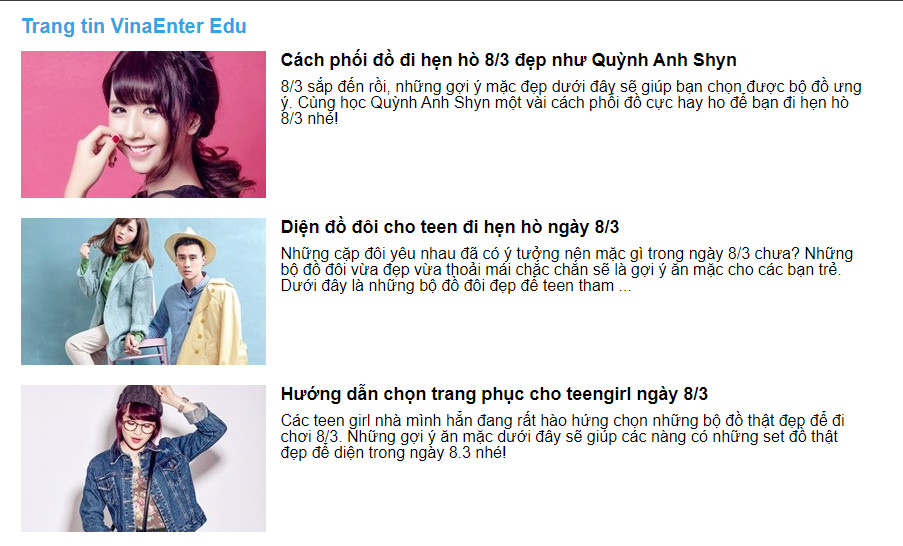 Trang tin VinaEnter Edu
Cách phối đồ đi hẹn hò 8/3 đẹp như Quỳnh Anh Shyn
8/3 sắp đến rồi, những gợi ý mặc đẹp dưới đây sẽ giúp bạn chọn được bộ đồ ưng
ý. Cùng học Quỳnh Anh Shyn một vài cách phối đồ cực hay ho để bạn đi hẹn hò
8/3 nhé!
Diện đồ đôi cho teen đi hẹn hò ngày 8/3
Những cặp đôi yêu nhau đã có ý tưởng nên mặc gì trong ngày 8/3 chưa? Những
bộ đồ đôi vừa đẹp vừa thoải mái chắc chắn sẽ là gợi ý ăn mặc cho các bạn trẻ.
Dưới đây là những bộ đồ đôi đẹp để teen tham ...
Hướng dẫn chọn trang phục cho teengirl ngày 8/3
Các teen girl nhà mình hẳn đang rất hào hứng chọn những bộ đồ thật đẹp để đi
chơi 8/3. Những gợi ý ăn mặc dưới đây sẽ giúp các nàng có những set đồ thật
đẹp để diện trong ngày 8.3 nhé!